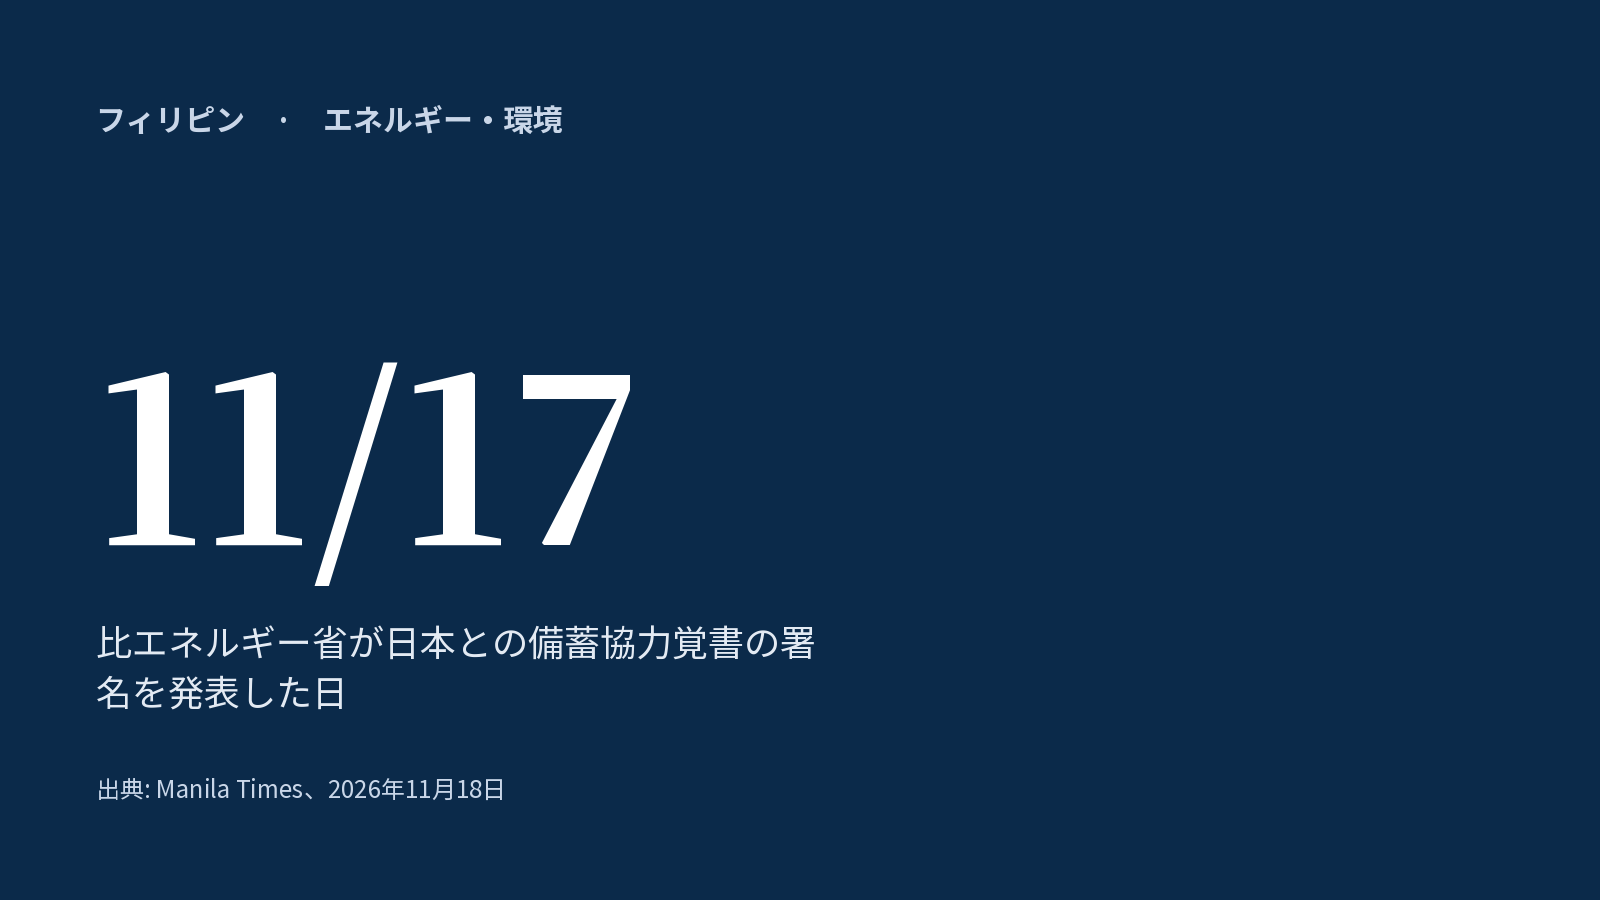 フィリピン · エネルギー・環境
11/17
比エネルギー省が日本との備蓄協力覚書の署
名を発表した日
出典: Manila Times、2026年11月18日